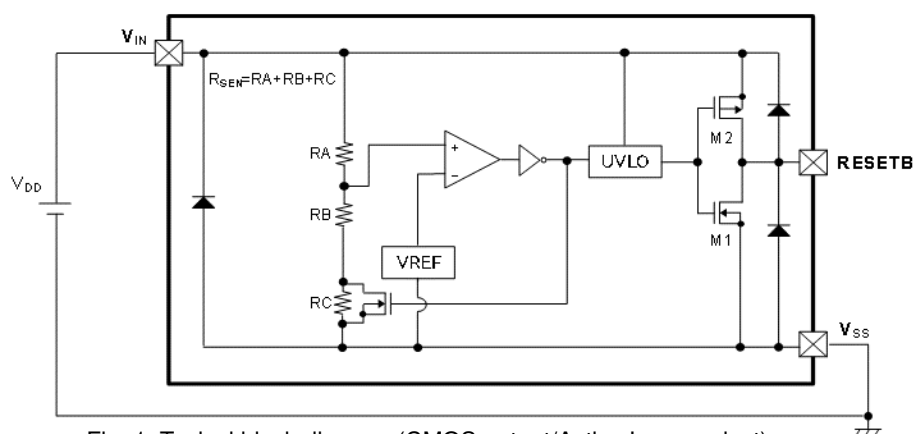 VIN
RSEN=RA+RB+RC
RA
+
−
UVLO
M2
RESETB
VDD
RB
VREF
M1
RC
VSS